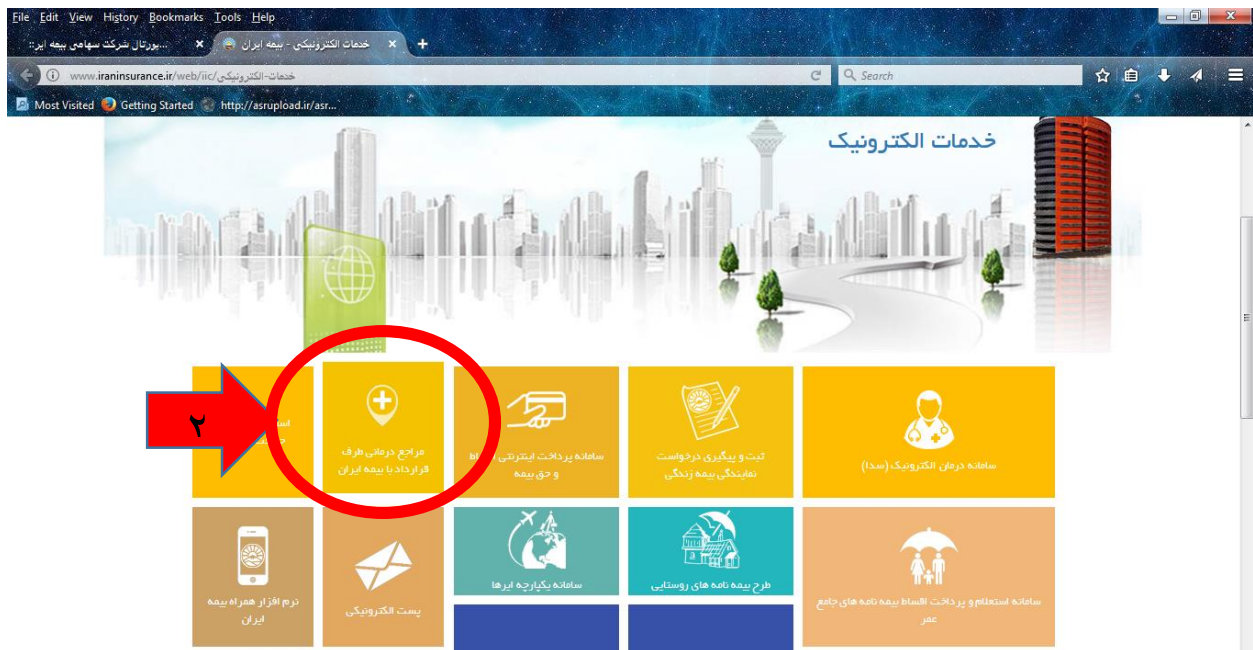 File Edit View History Bookmarks Tools Help
پورتال شرکت سهامی بیمه ایر::...
خدمات الکترونیکی - بیمه ایران
www.iraninsurance.ir/web/iic/خدمات-الکترونیکی
Search
Most Visited Getting Started http://asrupload.ir/asr...
خدمات الکترونیک
سامانه درمان الکترونیک (سدا)
ثبت و پیگیری درخواست
نمایندگی بیمه زندگی
سامانه پرداخت اینترنتی
و حق بیمه
مراجع درمانی طرف
قرارداد با بیمه ایران
۲
سامانه استعلام و پرداخت اقساط بیمه نامه های جامع
عمر
طرح بیمه نامه های روستایی
سامانه یکپارچه ایرها
پست الکترونیکی
نرم افزار همراه بیمه
ایران